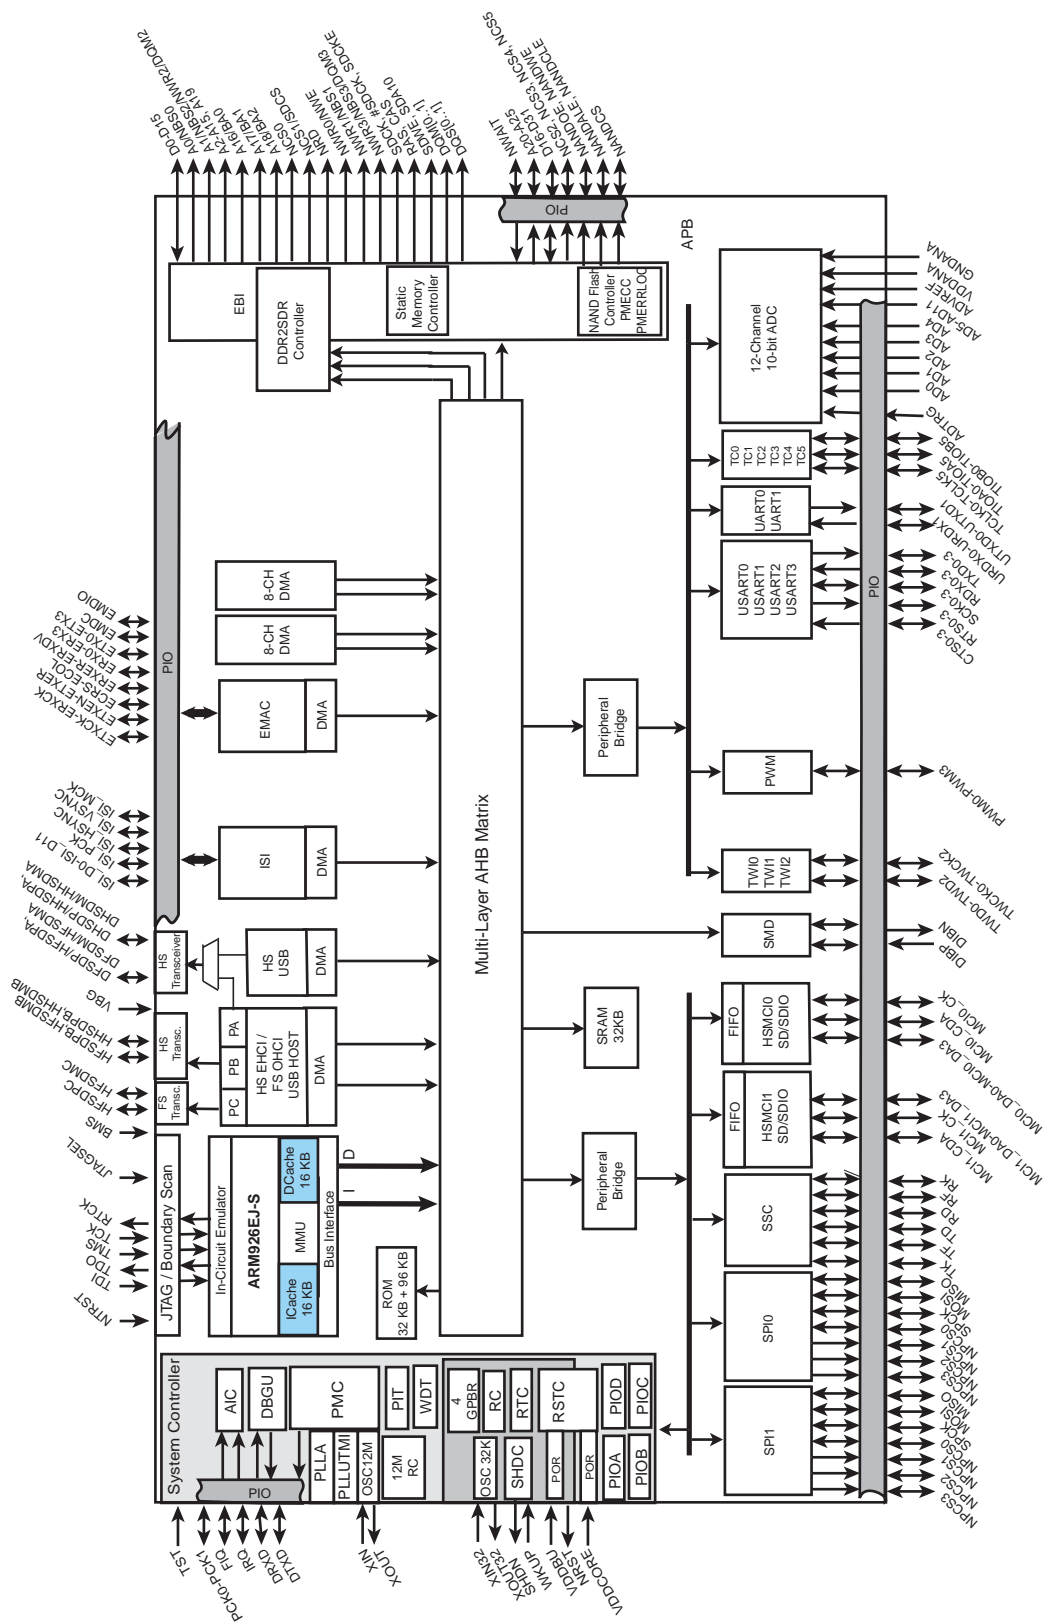 TST
PCK0-PCK1
FIQ
IRQ
DRXD
DTXD
XIN
XOUT
XIN32
XOUT32
SHDN
WKUP
VDDBU
NRST
VDDCORE
System Controller
PIO
AIC
DBGU
PLLA
PLLUTMI
OSC12M
PMC
12M
RC
PIT
WDT
OSC 32K
SHDC
POR
POR
4
GPBR
RC
RTC
RSTC
PIOA
PIOB
PIOD
PIOC
NTRST
TDI
TDO
TMS
TCK
RTCK
JTAGSEL
BMS
JTAG / Boundary Scan
In-Circuit Emulator
ARM926EJ-S
ICache
16 KB
MMU
DCache
16 KB
Bus Interface
I
D
ROM
32 KB + 96 KB
HFSDPC
HFSDMC
HFSDPB,HFSDMB
HHSDPB,HHSDMB
VBG
DFSDP/HFSDPA,
DFSDM/HFSDMA
DHSDP/HHSDPA,
DHSDM/HHSDMA
FS
Transc.
HS
Transc.
HS
Transceiver
PC
PB
PA
HS EHCI /
FS OHCI
USB HOST
DMA
HS
USB
DMA
ISI_D0-ISI_D11
ISI_PCK
ISI_HSYNC
ISI_VSYNC
ISI_MCK
ISI
DMA
ETXCK-ERXCK
ETXEN-ETXER
ECRS-ECOL
ERXER-ERXDV
ERX0-ERX3
ETX0-ETX3
EMDC
EMDIO
PIO
EMAC
DMA
8-CH
DMA
8-CH
DMA
Multi-Layer AHB Matrix
EBI
DDR2SDR
Controller
Static
Memory
Controller
NAND Flash
Controller
PMECC
PMERRLOC
D0-D15
A0/NBS0
A1/NBS2/NWR2/DQM2
A2-A15, A19
A16/BA0
A17/BA1
A18/BA2
NCS0
NCS1/SDCS
NRD
NWR0/NWE
NWR1/NBS1
NWR3/NBS3/DQM3
SDCK, #SDCK, SDCKE
RAS, CAS
SDWE, SDA10
DQM[0..1]
DQS[0..1]
PIO
NWAIT
A20-A25
D16-D31
NCS2, NCS3, NCS4, NCS5
NANDOE, NANDWE
NANDALE, NANDCLE
NANDCS
Peripheral
Bridge
SRAM
32KB
Peripheral
Bridge
APB
SPI1
SPI0
SSC
FIFO
HSMCI1
SD/SDIO
FIFO
HSMCI0
SD/SDIO
SMD
TWI0
TWI1
TWI2
PWM
USART0
USART1
USART2
USART3
UART0
UART1
TC0
TC1
TC2
TC3
TC4
TC5
12-Channel
10-bit ADC
PIO
NPCS3
NPCS2
NPCS1
NPCS0
SPCK
MOSI
MISO
NPCS3
NPCS2
NPCS1
NPCS0
SPCK
MOSI
MISO
TK
TF
TD
RD
RF
RK
MCI1_CDA
MCI1_CK
MCI1_DA0-MCI1_DA3
MCI0_DA0-MCI0_DA3
MCI0_CDA
MCI0_CK
DIBP
DIBN
TWD0-TWD2
TWCK0-TWCK2
PWM0-PWM3
CTS0-3
RTS0-3
SCK0-3
RDX0-3
TXD0-3
URDX0-URDX1
UTXD0-UTXD1
TCLK0-TCLK5
TIOA0-TIOA5
TIOB0-TIOB5
ADTRG
AD0
AD1
AD2
AD3
AD4
AD5-AD11
ADVREF
VDDANA
GNDANA